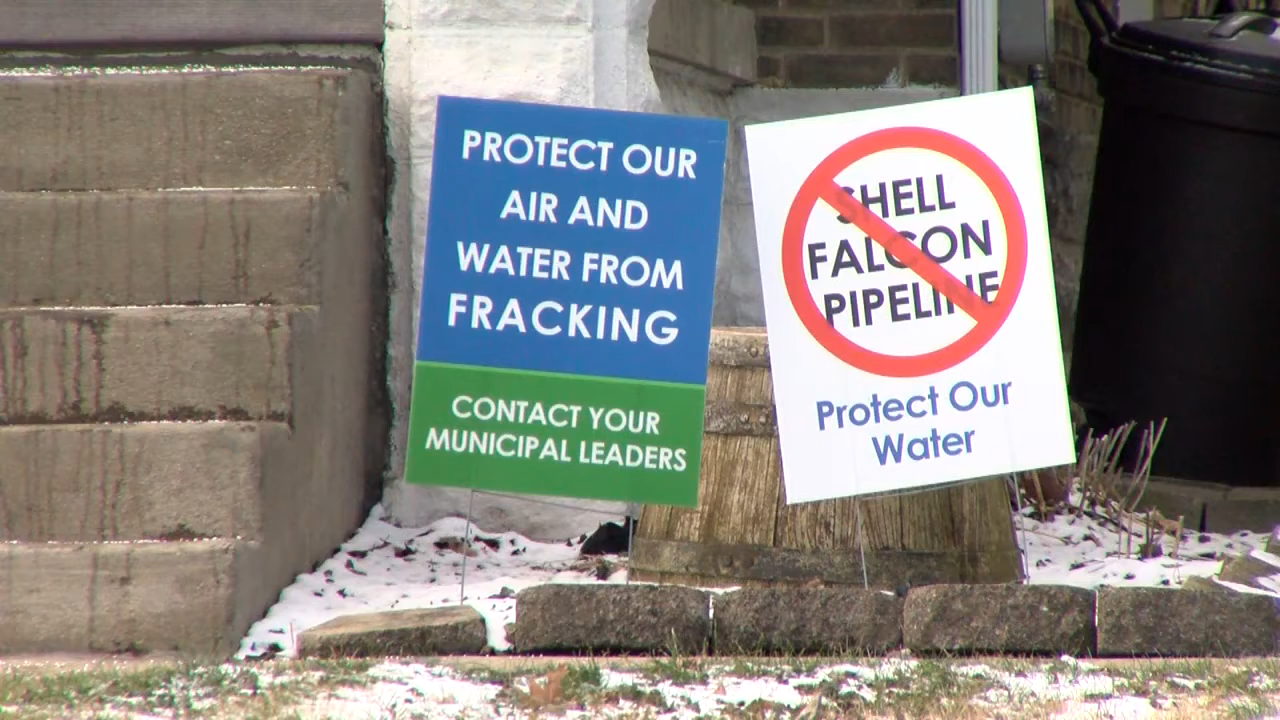 PROTECT OUR
AIR AND
WATER FROM
FRACKING
CONTACT YOUR
MUNICIPAL LEADERS
SHELL
FALCON
PIPELINE
Protect Our
Water